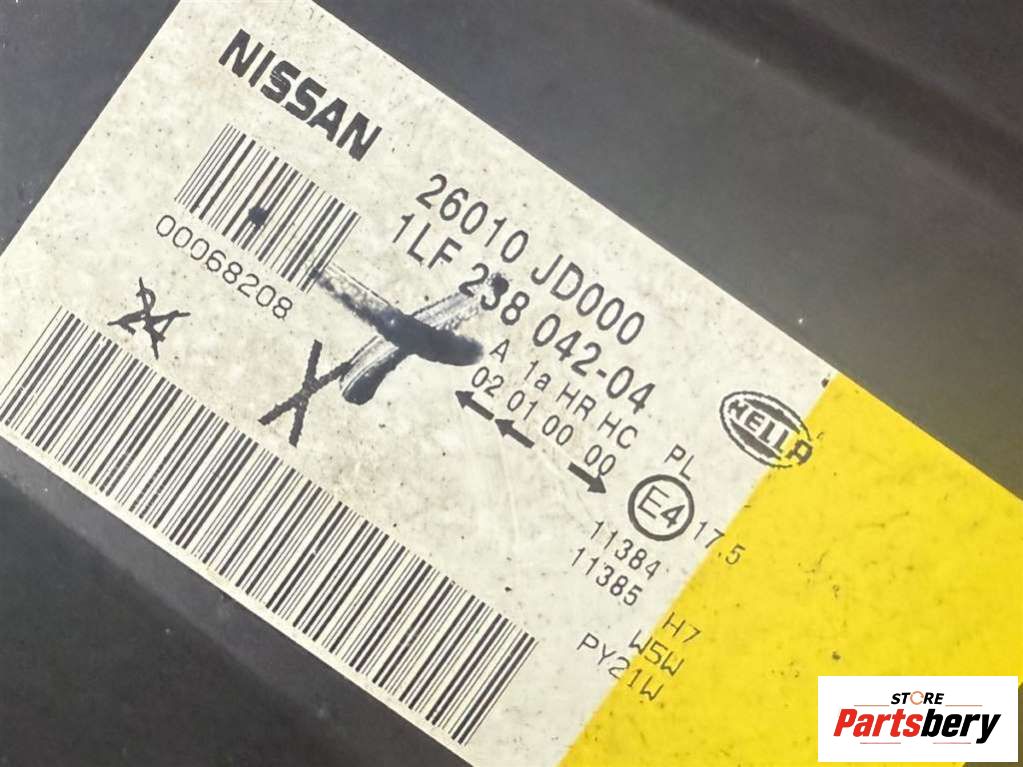 NISSAN
26010 JD000
1LF 238 042-04
00068208
24
X
A 1a HR HC PL
02 01 00 00
HELLA
E4
17.5
11384
11385
H7
W5W
PY21W
STORE
Partsbery